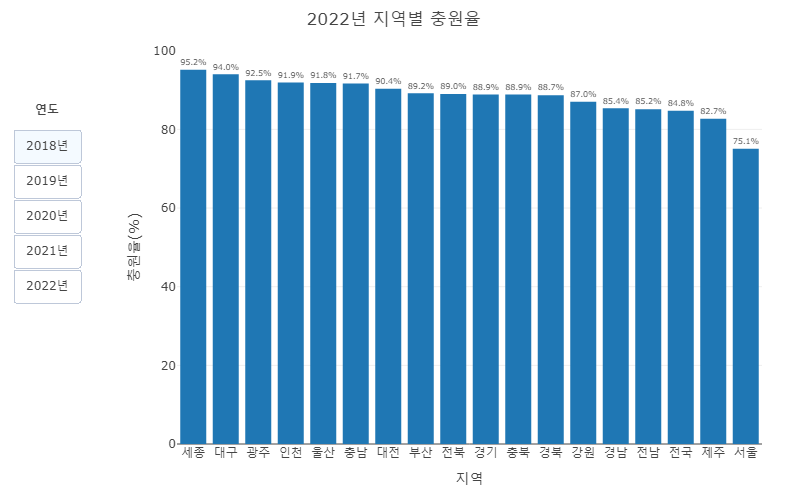 2022년 지역별 충원율
연도
2018년
2019년
2020년
2021년
2022년
충원율(%)
100
80
60
40
20
0
95.2% 94.0% 92.5% 91.9% 91.8% 91.7% 90.4% 89.2% 89.0% 88.9% 88.9% 88.7% 87.0% 85.4% 85.2% 84.8% 82.7% 75.1%
세종 대구 광주 인천 울산 충남 대전 부산 전북 경기 충북 경북 강원 경남 전남 전국 제주 서울
지역